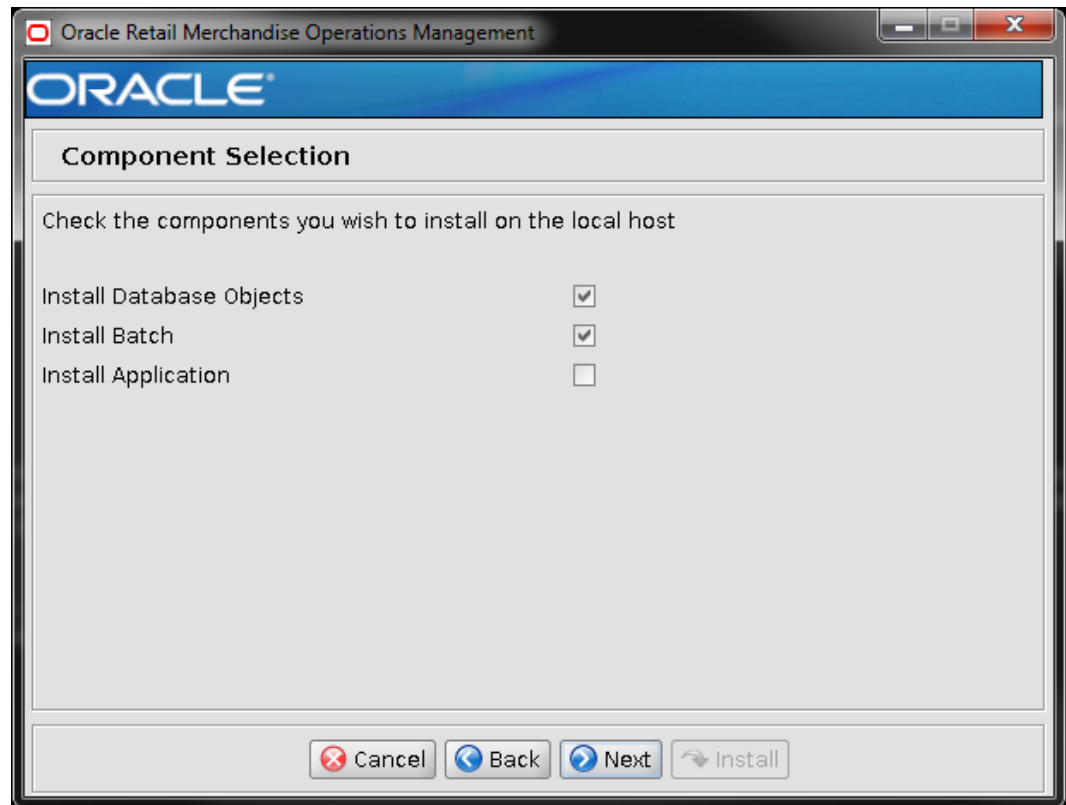 Oracle Retail Merchandise Operations Management
ORACLE®
Component Selection
Check the components you wish to install on the local host
Install Database Objects
Install Batch
Install Application
Cancel Back Next Install